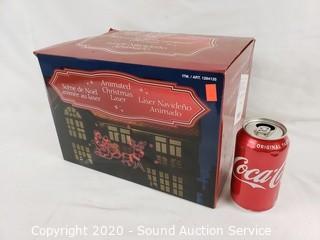 ITM. / ART. 1284135
Scène de Noël
animée au laser
Animated
Christmas
Laser
Láser Navideño
Animado
ORIGINAL TASTE
Coca-Cola
Copyright © 2020 - Sound Auction Service